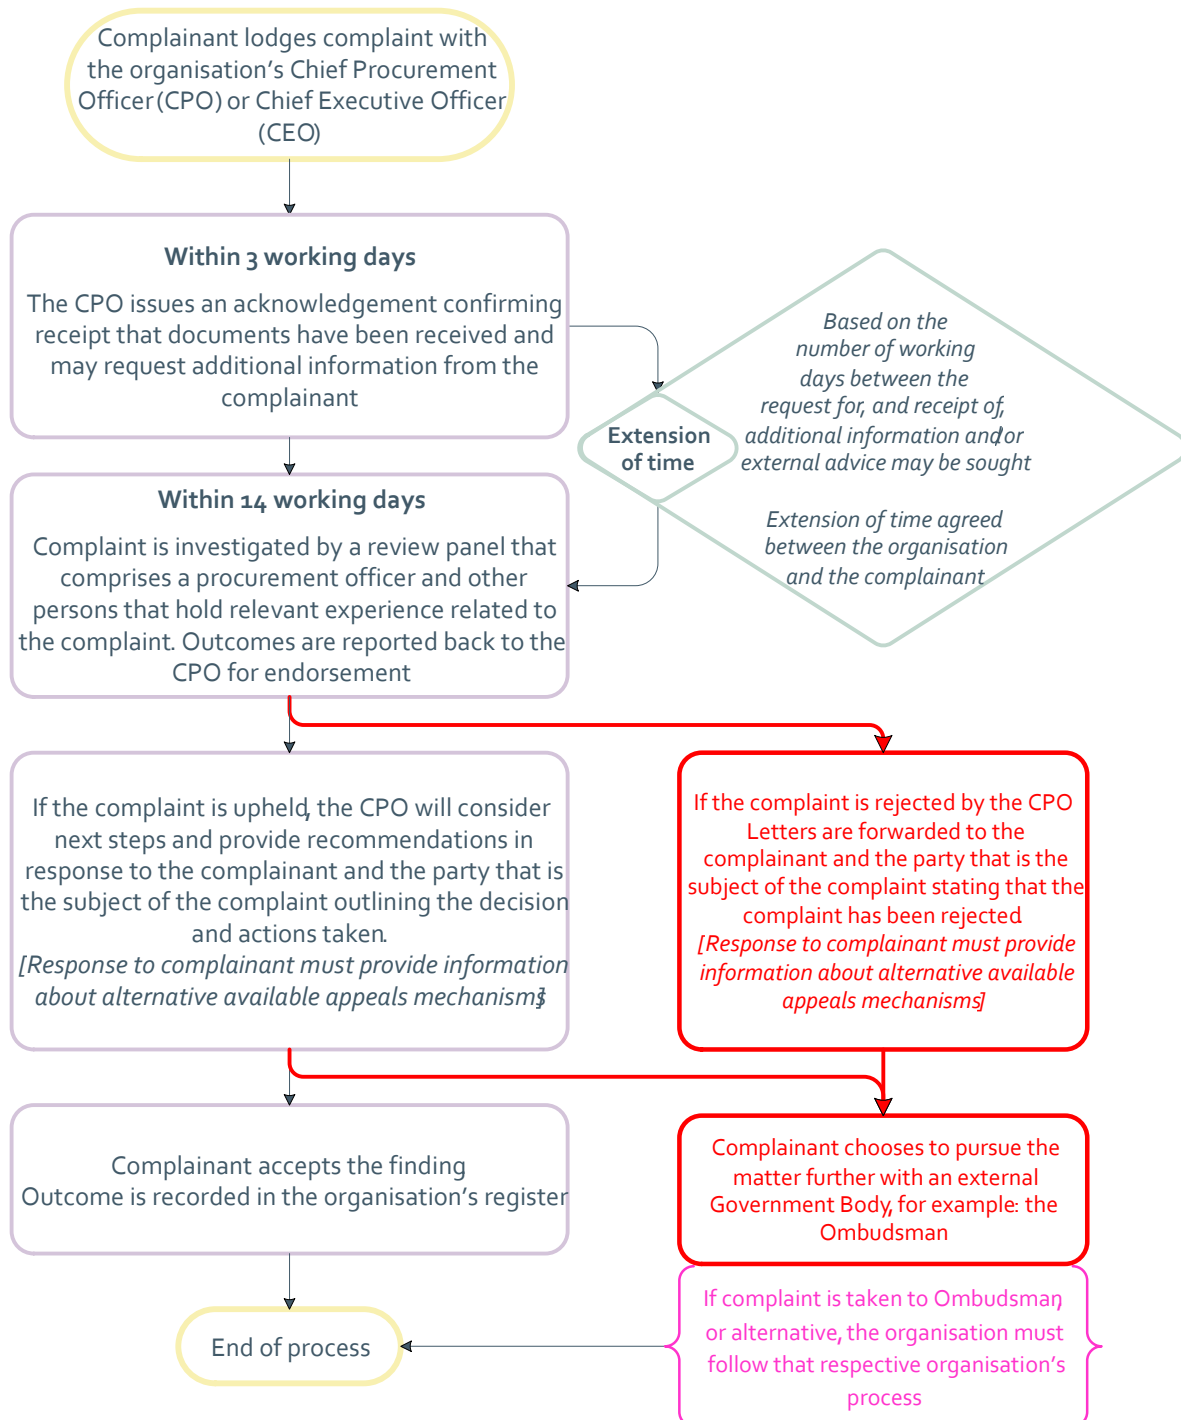 Complainant lodges complaint with
the organisation’s Chief Procurement
Officer (CPO) or Chief Executive Officer
(CEO)
Within 3 working days
The CPO issues an acknowledgement confirming
receipt that documents have been received and
may request additional information from the
complainant
Extension
of time
Based on the
number of working
days between the
request for, and receipt of,
additional information and/or
external advice may be sought
Extension of time agreed
between the organisation
and the complainant
Within 14 working days
Complaint is investigated by a review panel that
comprises a procurement officer and other
persons that hold relevant experience related to
the complaint. Outcomes are reported back to the
CPO for endorsement
If the complaint is upheld, the CPO will consider
next steps and provide recommendations in
response to the complainant and the party that is
the subject of the complaint outlining the decision
and actions taken.
[Response to complainant must provide information
about alternative available appeals mechanisms]
If the complaint is rejected by the CPO
Letters are forwarded to the
complainant and the party that is the
subject of the complaint stating that the
complaint has been rejected.
[Response to complainant must provide
information about alternative available
appeals mechanisms]
Complainant accepts the finding.
Outcome is recorded in the organisation’s register
Complainant chooses to pursue the
matter further with an external
Government Body, for example: the
Ombudsman
End of process
If complaint is taken to Ombudsman,
or alternative, the organisation must
follow that respective organisation’s
process